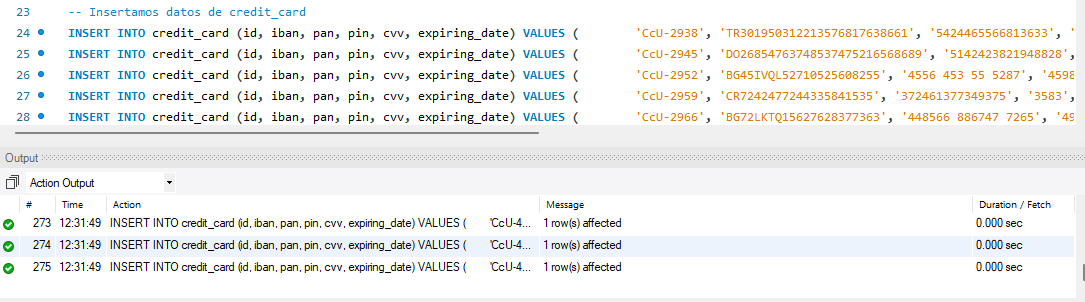 23 -- Insertamos datos de credit_card
24 INSERT INTO credit_card (id, iban, pan, pin, cvv, expiring_date) VALUES ( 'CcU-2938', 'TR301950312213576817638661', '5424465566813633', '
25 INSERT INTO credit_card (id, iban, pan, pin, cvv, expiring_date) VALUES ( 'CcU-2945', 'DO26854763748537475216568689', '5142423821948828', '
26 INSERT INTO credit_card (id, iban, pan, pin, cvv, expiring_date) VALUES ( 'CcU-2952', 'BG45IVQL52710525608255', '4556 453 55 5287', '4598
27 INSERT INTO credit_card (id, iban, pan, pin, cvv, expiring_date) VALUES ( 'CcU-2959', 'CR7242477244335841535', '372461377349375', '3583', '
28 INSERT INTO credit_card (id, iban, pan, pin, cvv, expiring_date) VALUES ( 'CcU-2966', 'BG72LKTQ15627628377363', '448566 886747 7265', '49
Output
Action Output
# Time Action Message Duration / Fetch
273 12:31:49 INSERT INTO credit_card (id, iban, pan, pin, cvv, expiring_date) VALUES ( 'CcU-4... 1 row(s) affected 0.000 sec
274 12:31:49 INSERT INTO credit_card (id, iban, pan, pin, cvv, expiring_date) VALUES ( 'CcU-4... 1 row(s) affected 0.000 sec
275 12:31:49 INSERT INTO credit_card (id, iban, pan, pin, cvv, expiring_date) VALUES ( 'CcU-4... 1 row(s) affected 0.000 sec